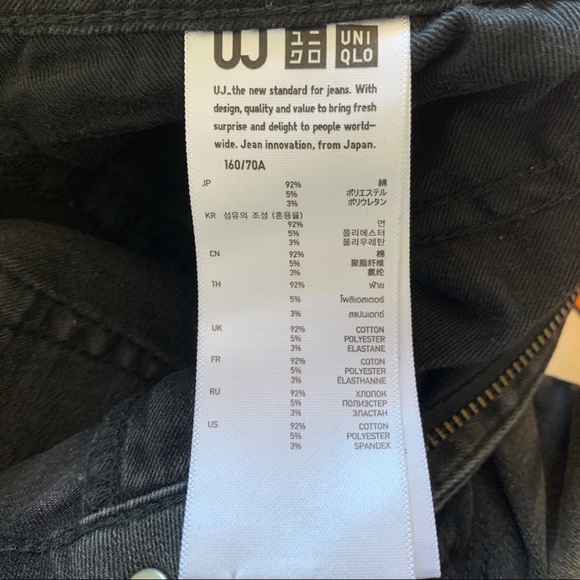 UJ
ユニ
クロ
UNI
QLO
UJ_the new standard for jeans. With
design, quality and value to bring fresh
surprise and delight to people world-
wide. Jean innovation, from Japan.
160/70A
JP 92% 綿
5% ポリエステル
3% ポリウレタン
KR 섬유의 조성 (혼용율)
92% 면
5% 폴리에스터
3% 폴리우레탄
CN 92% 棉
5% 聚酯纤维
3% 氨纶
TH 92% ฝ้าย
5% โพลิเอสเตอร์
3% สแปนเดกซ์
UK 92% COTTON
5% POLYESTER
3% ELASTANE
FR 92% COTON
5% POLYESTER
3% ÉLASTHANNE
RU 92% ХЛОПОК
5% ПОЛИЭСТЕР
3% ЭЛАСТАН
US 92% COTTON
5% POLYESTER
3% SPANDEX